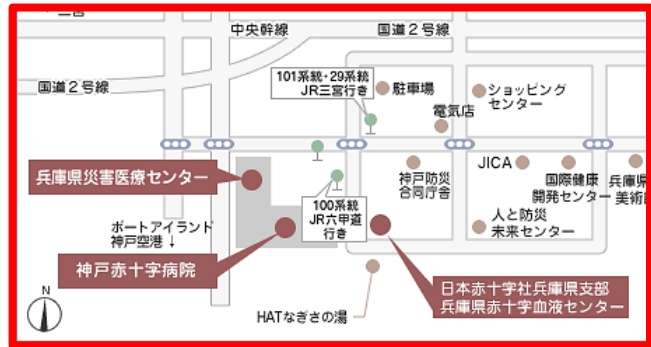 中央幹線
国道２号線
国道２号線
101系統・29系統
JR三宮行き
駐車場
ショッピング
センター
電気店
兵庫県災害医療センター
神戸防災
合同庁舎
JICA
国際健康
開発センター
兵庫県
美術
100系統
JR六甲道
行き
人と防災
未来センター
ポートアイランド
神戸空港 ↓
神戸赤十字病院
日本赤十字社兵庫県支部
兵庫県赤十字血液センター
HATなぎさの湯
N